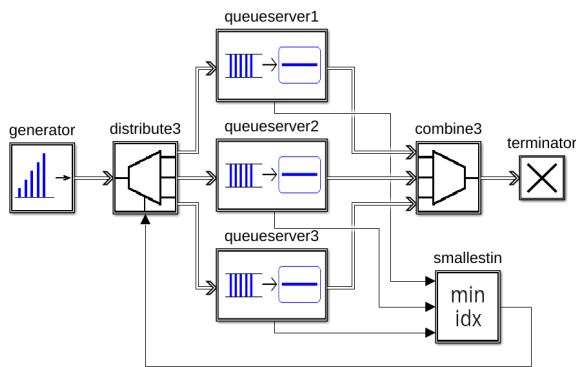 queueserver1
generator
distribute3
queueserver2
combine3
terminator
queueserver3
smallestin
min
idx